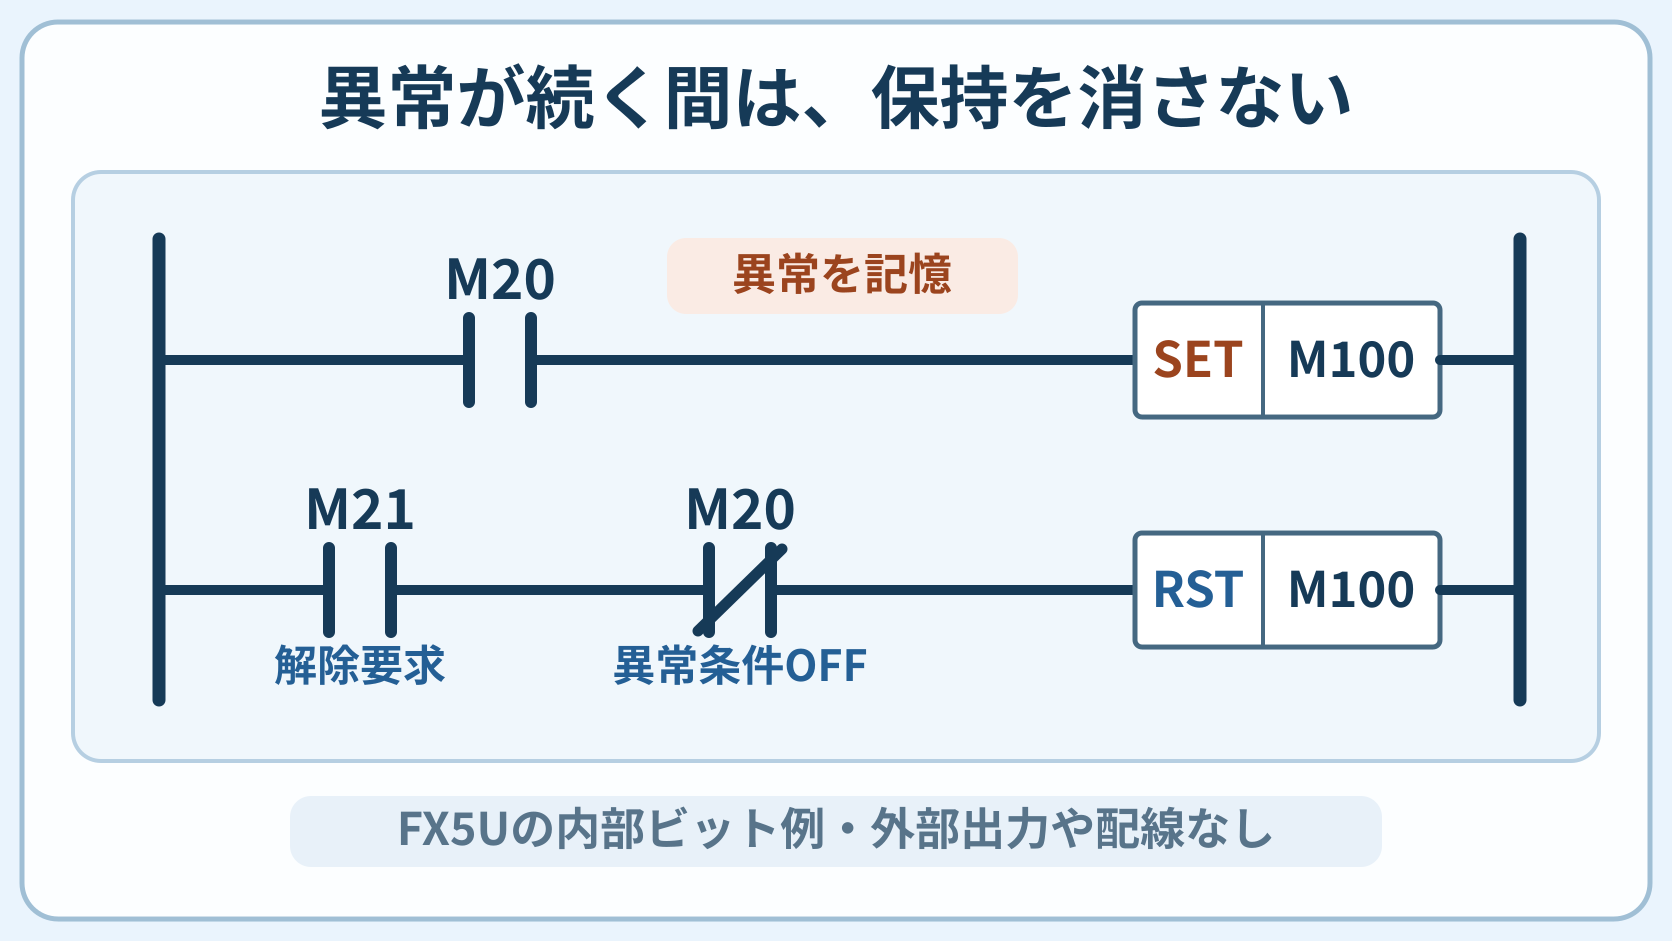 異常が続く間は、保持を消さない
M20
異常を記憶
SET M100
M21
M20
RST M100
解除要求
異常条件OFF
FX5Uの内部ビット例・外部出力や配線なし